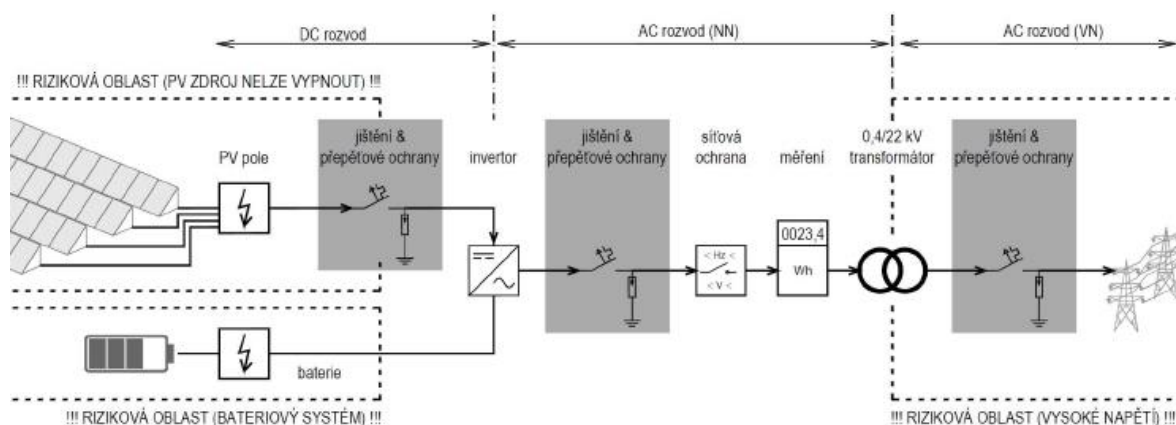 DC rozvod
AC rozvod (NN)
AC rozvod (VN)
!!! RIZIKOVÁ OBLAST (PV ZDROJ NELZE VYPNOUT) !!!
PV pole
jištění &
přepěťové ochrany
invertor
jištění &
přepěťové ochrany
síťová
ochrana
měření
0,4/22 kV
transformátor
jištění &
přepěťové ochrany
< Hz <
< V <
0023,4
Wh
baterie
!!! RIZIKOVÁ OBLAST (BATERIOVÝ SYSTÉM) !!!
!!! RIZIKOVÁ OBLAST (VYSOKÉ NAPĚTÍ) !!!